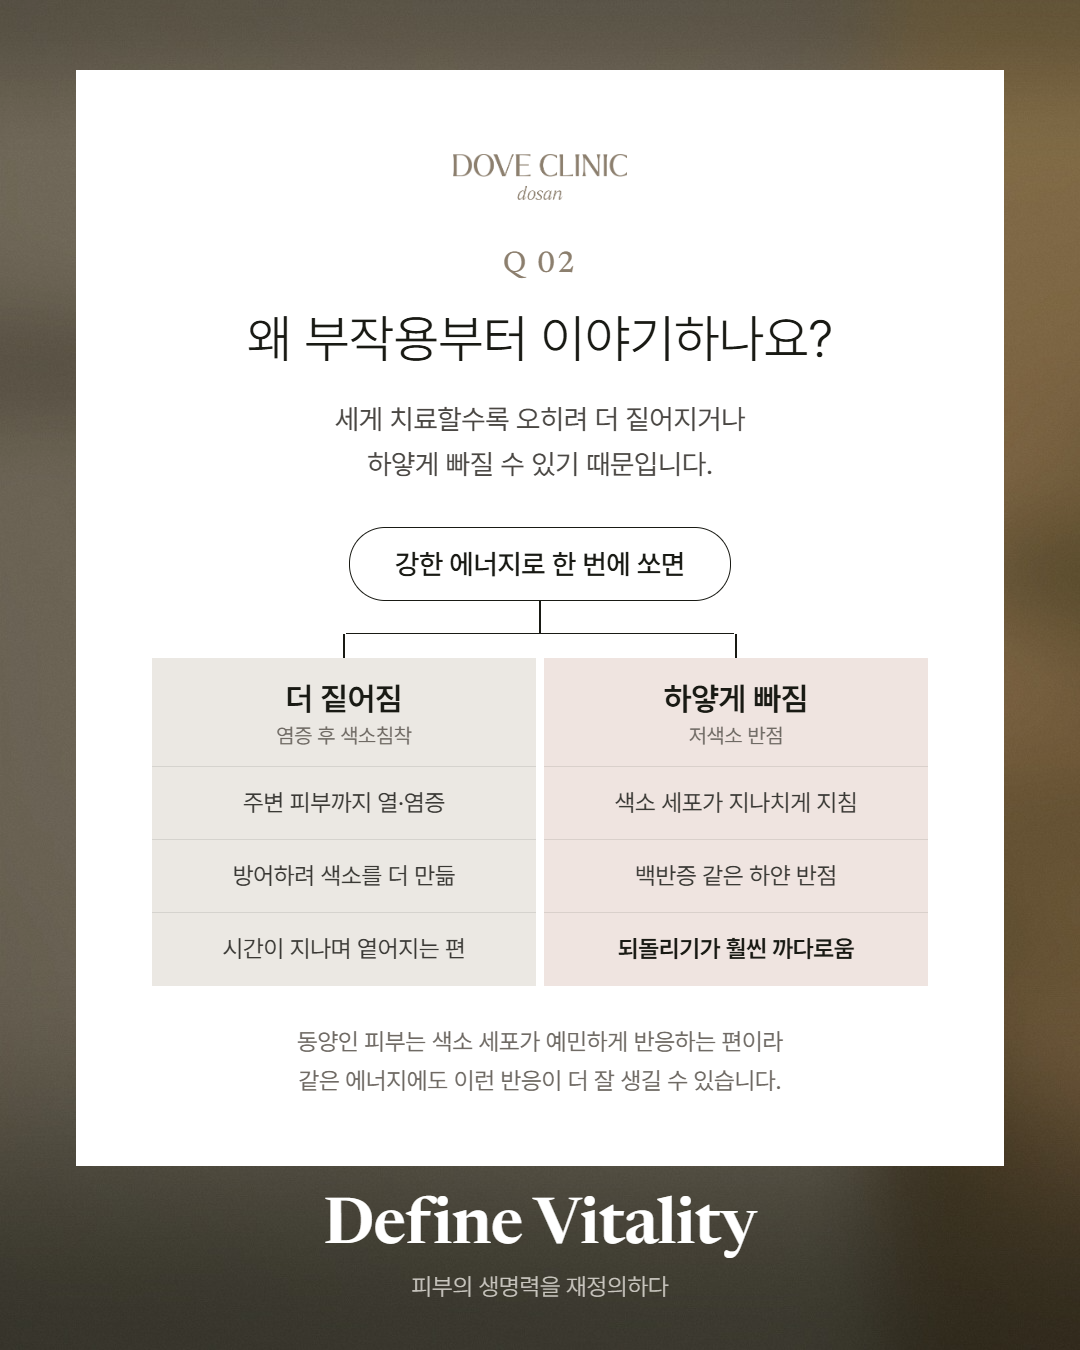 DOVE CLINIC
dosan
Q 02
왜 부작용부터 이야기하나요?
세게 치료할수록 오히려 더 짙어지거나
하얗게 빠질 수 있기 때문입니다.
강한 에너지로 한 번에 쏘면
더 짙어짐
염증 후 색소침착
주변 피부까지 열·염증
방어하려 색소를 더 만듦
시간이 지나며 옅어지는 편
하얗게 빠짐
저색소 반점
색소 세포가 지나치게 지침
백반증 같은 하얀 반점
되돌리기가 훨씬 까다로움
동양인 피부는 색소 세포가 예민하게 반응하는 편이라
같은 에너지에도 이런 반응이 더 잘 생길 수 있습니다.
Define Vitality
피부의 생명력을 재정의하다